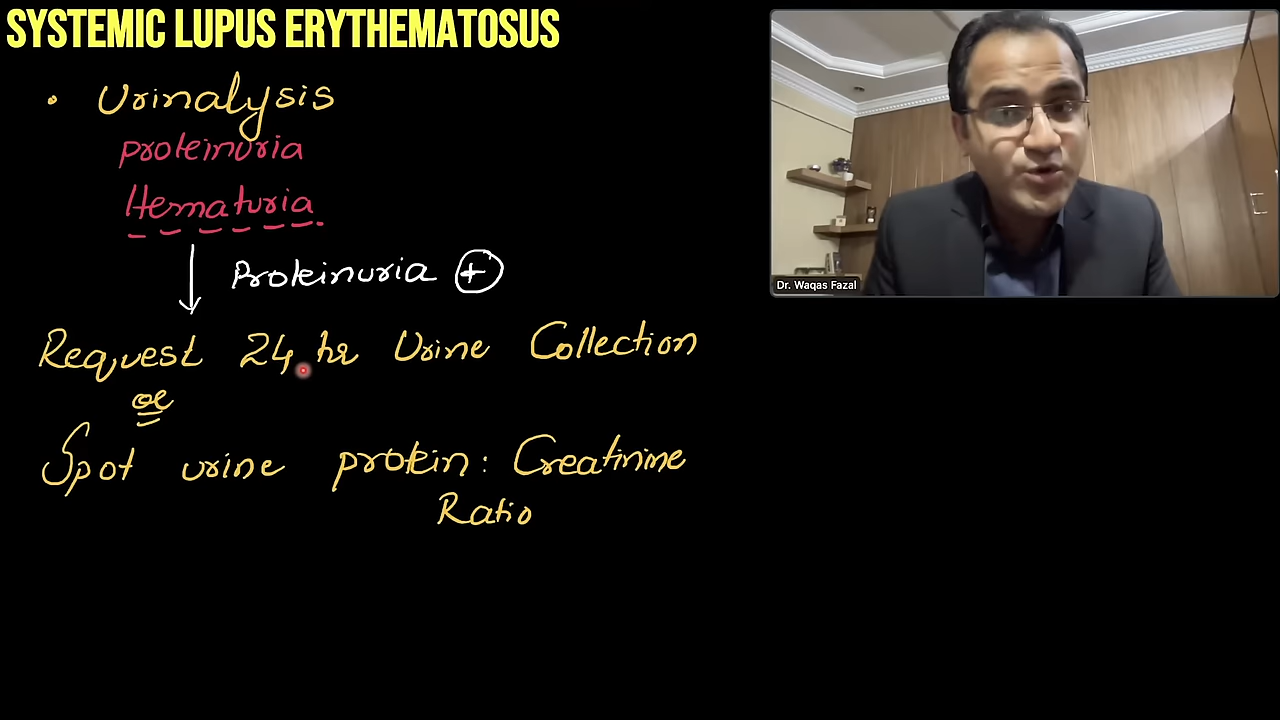 SYSTEMIC LUPUS ERYTHEMATOSUS
• Urinalysis
proteinuria
Hematuria
Proteinuria +
Request 24 hr Urine Collection
or
Spot urine protein: Creatinine
Ratio
Dr. Waqas Fazal